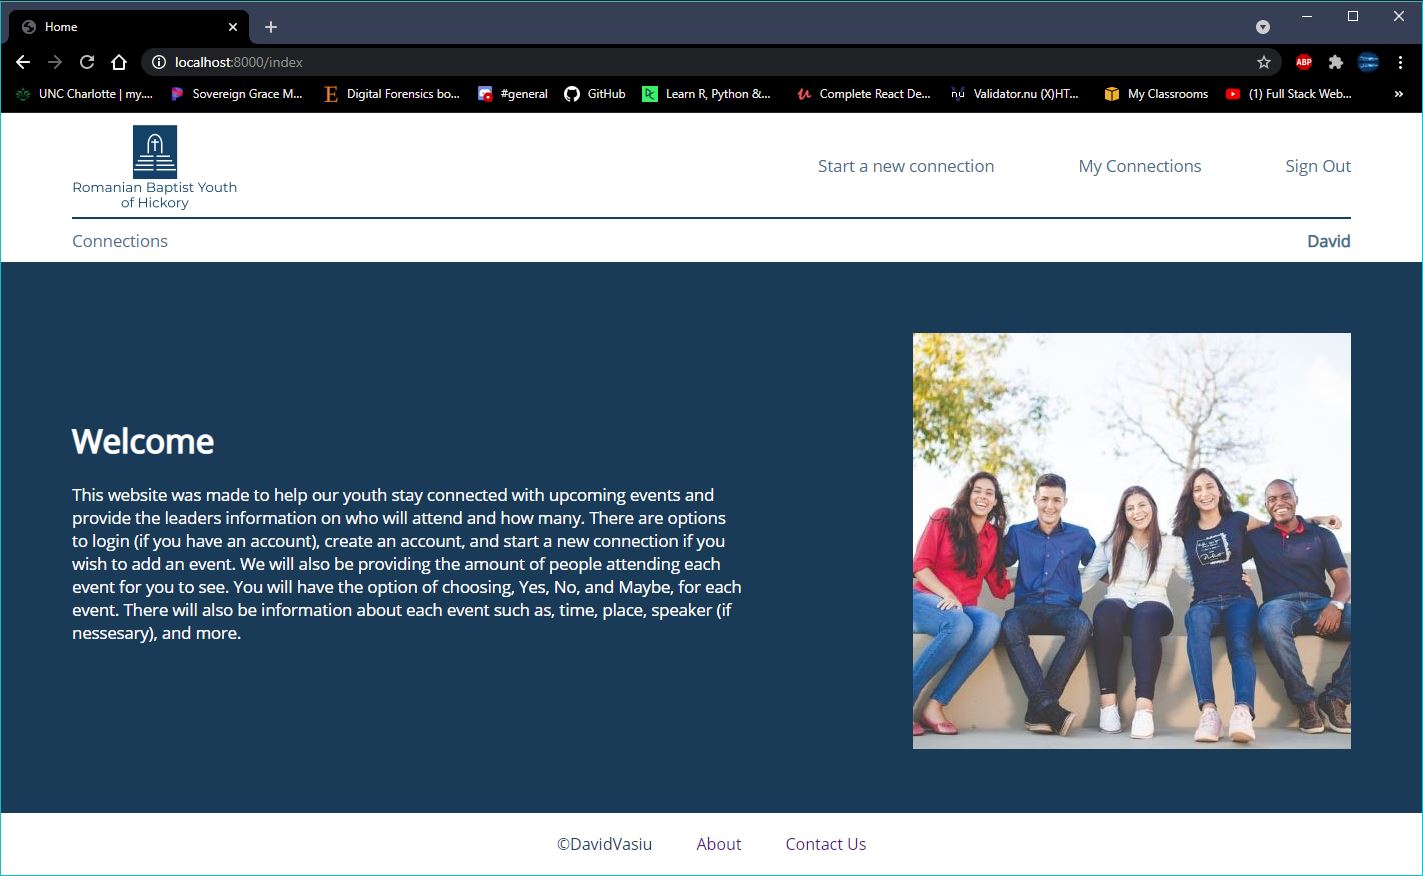 Home
localhost:8000/index
ABP
UNC Charlotte | my....
Sovereign Grace M...
Digital Forensics bo...
#general
GitHub
Learn R, Python &...
Complete React De...
Validator.nu (X)HT...
My Classrooms
(1) Full Stack Web...
»
Romanian Baptist Youth
of Hickory
Start a new connection
My Connections
Sign Out
Connections
David
Welcome
This website was made to help our youth stay connected with upcoming events and
provide the leaders information on who will attend and how many. There are options
to login (if you have an account), create an account, and start a new connection if you
wish to add an event. We will also be providing the amount of people attending each
event for you to see. You will have the option of choosing, Yes, No, and Maybe, for each
event. There will also be information about each event such as, time, place, speaker (if
nessesary), and more.
©DavidVasiu
About
Contact Us